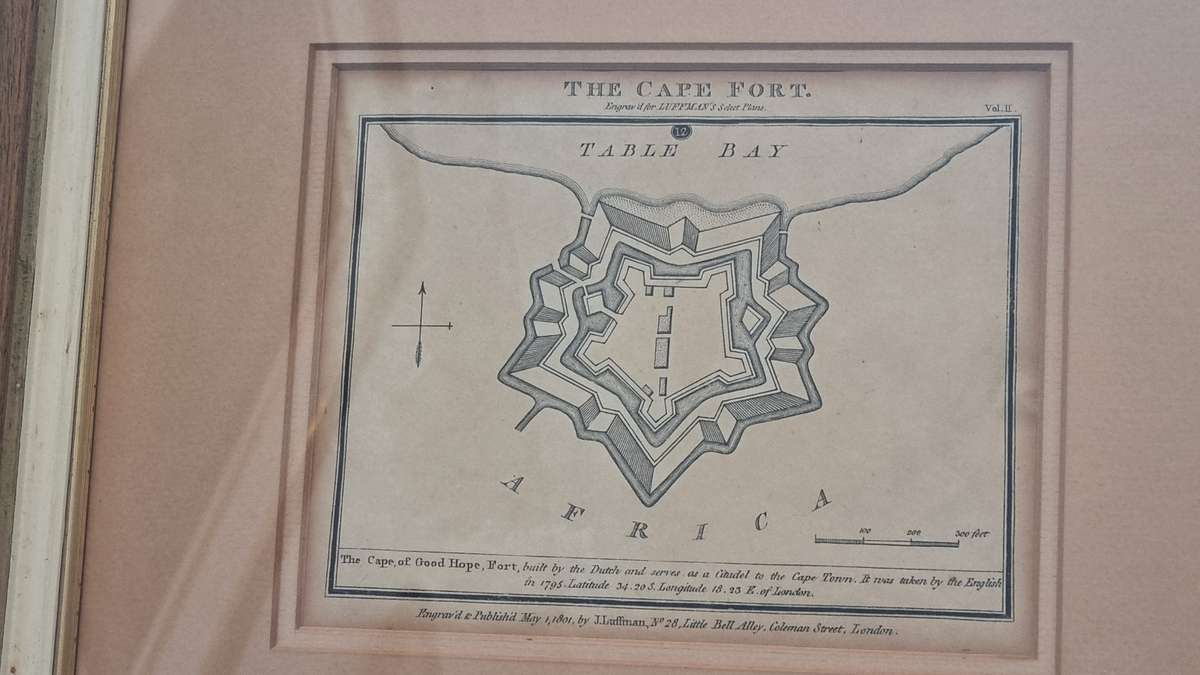 THE CAPE FORT.
Engrav'd for LUFFMAN'S Select Plans.
Vol. II.
12
TABLE BAY
AFRICA
100 200 300 feet
The Cape, of Good Hope, Fort, built by the Dutch and serves as a Citadel to the Cape Town. It was taken by the English
in 1795. Latitude 34.20 S. Longitude 18.23 E. of London.
Engrav'd & Publish'd May 1, 1801, by J. Luffman, No 28, Little Bell Alley, Coleman Street, London.